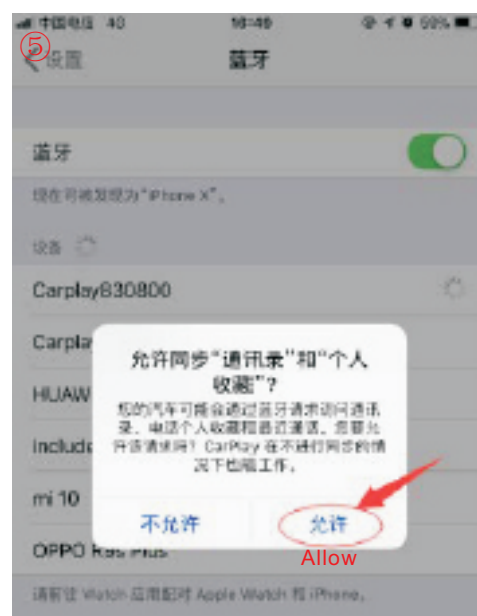 中国电信 4G 16:49 59%
⑤
设置 蓝牙
蓝牙
现在可被发现为“iPhone X”。
设备
Carplay830800
Carpla
HUAW
include
mi 10
OPPO R9s Plus
允许同步“通讯录”和“个人
收藏”?
您的汽车可能会通过蓝牙请求访问通讯
录、电话个人收藏和最近通话。您要允
许该请求吗? CarPlay 在不进行同步的情
况下也能工作。
不允许 允许
Allow
请前往 Watch 应用配对 Apple Watch 和 iPhone。